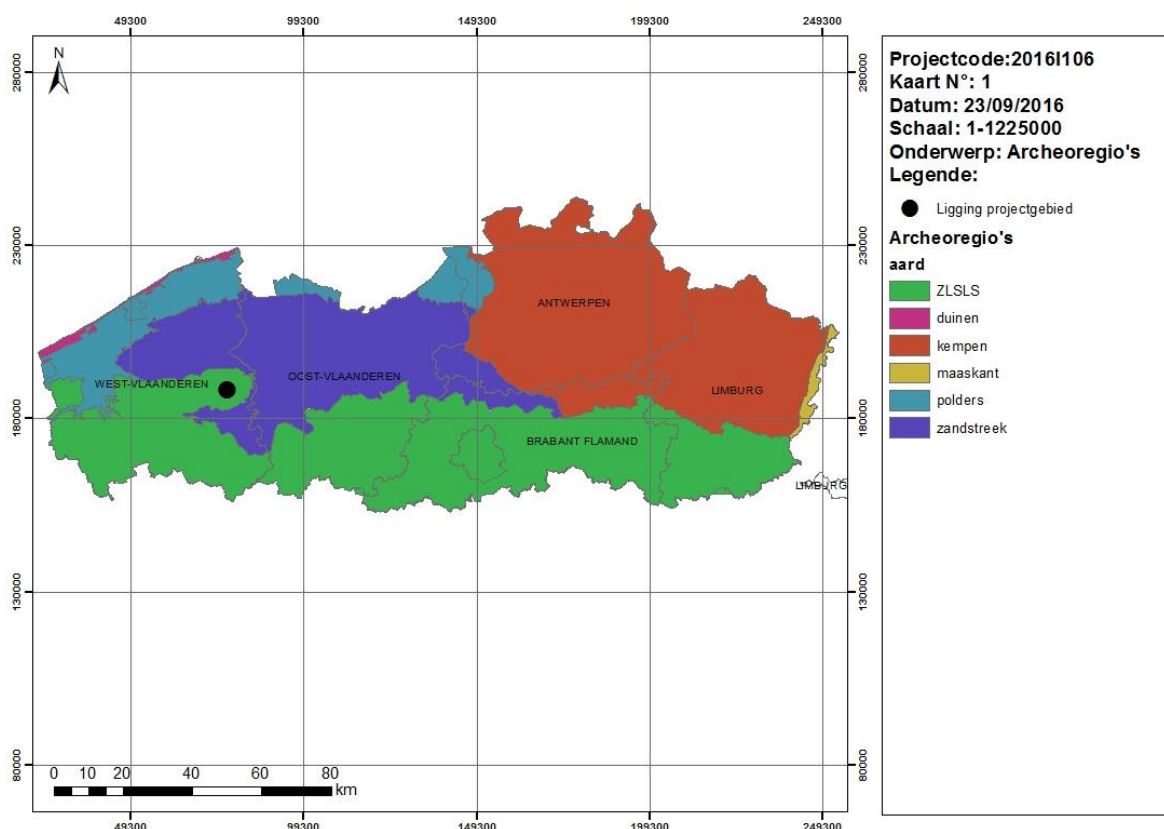 49300 99300 149300 199300 249300
N
280000 280000
230000 230000
ANTWERPEN
WEST-VLAANDEREN OOST-VLAANDEREN LIMBURG
180000 180000
BRABANT FLAMAND
LIMBURG
130000 130000
80000 80000
0 10 20 40 60 80
km
49300 99300 149300 199300 249300
Projectcode:2016I106
Kaart N°: 1
Datum: 23/09/2016
Schaal: 1-1225000
Onderwerp: Archeoregio's
Legende:
Ligging projectgebied
Archeoregio's
aard
ZLSLS
duinen
kempen
maaskant
polders
zandstreek